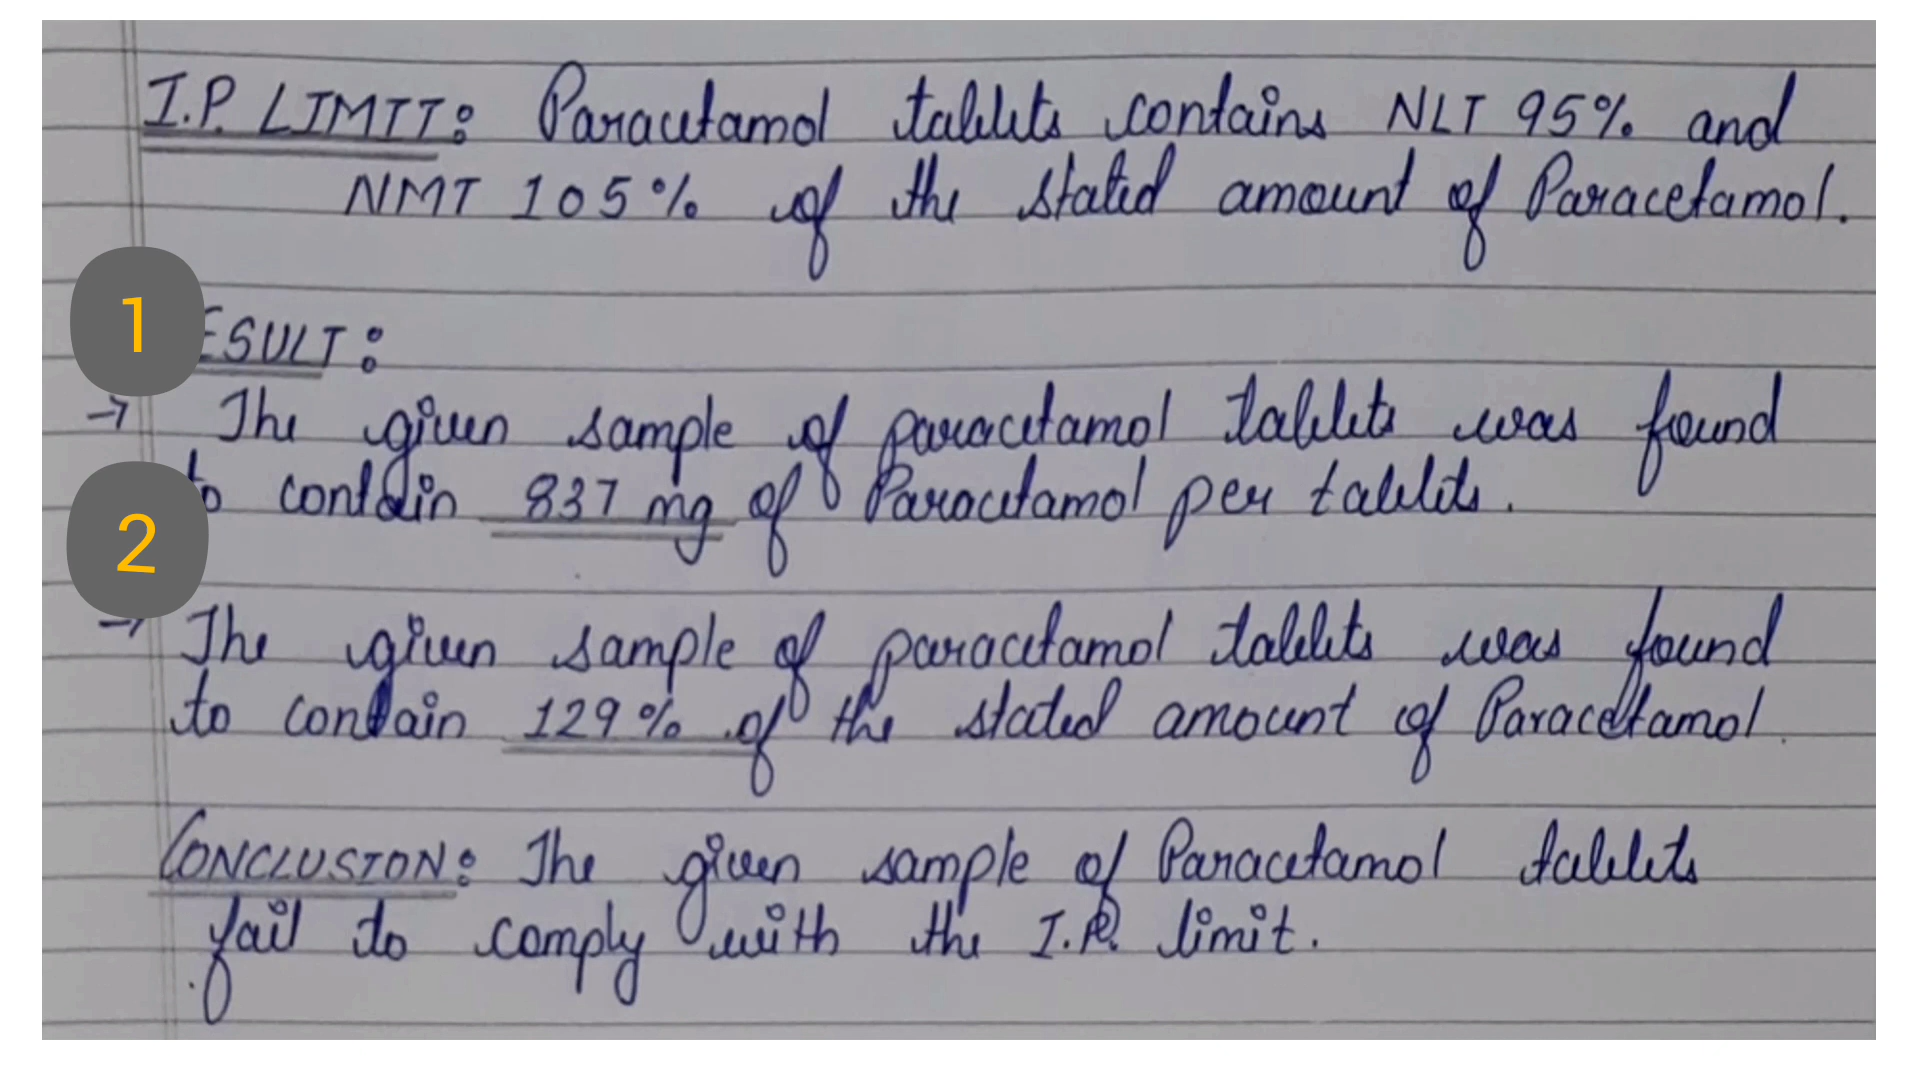 I.P. LIMIT: Paracetamol tablets contains NLT 95% and
NMT 105% of the stated amount of Paracetamol.
1
ESULT:
→ The given sample of paracetamol tablets was found
to contain 837 mg of Paracetamol per tablets.
2
→ The given sample of paracetamol tablets was found
to contain 129% of the stated amount of Paracetamol.
CONCLUSION: The given sample of Paracetamol tablets
fail to comply with the I.P. limit.